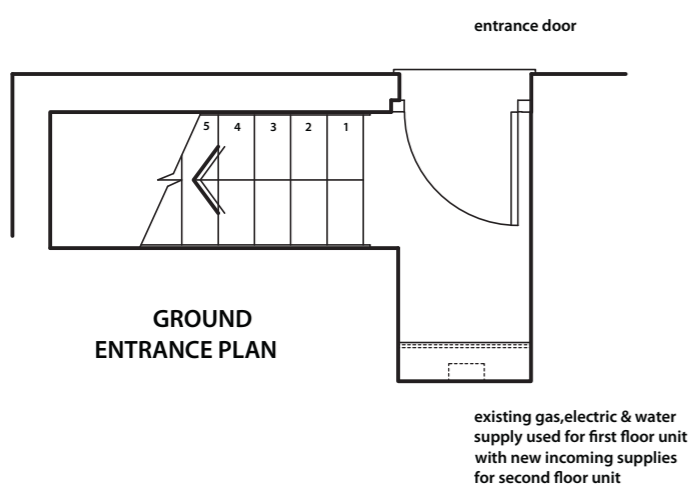 entrance door
5 4 3 2 1
GROUND
ENTRANCE PLAN
existing gas,electric & water
supply used for first floor unit
with new incoming supplies
for second floor unit